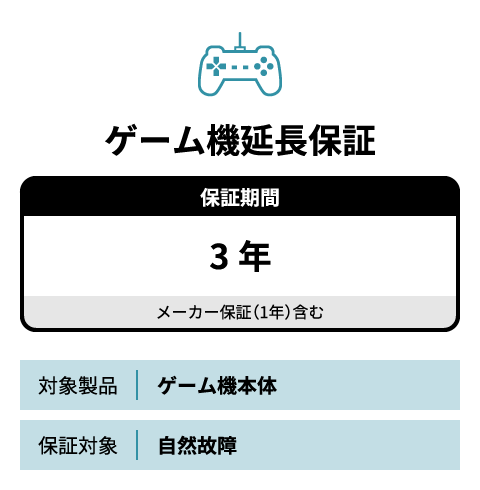 ゲーム機延長保証
保証期間
3 年
メーカー保証(1年)含む
対象製品 ゲーム機本体
保証対象 自然故障